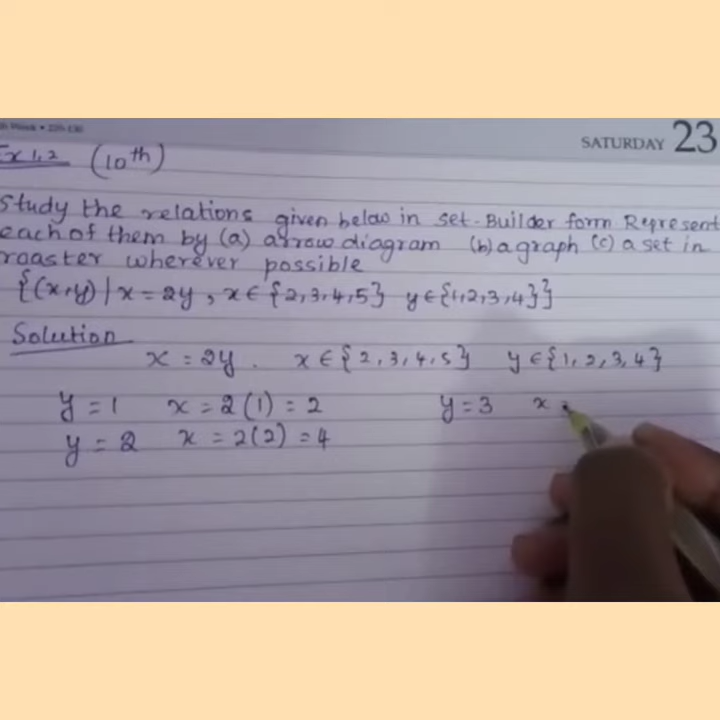 SATURDAY 23
Ex 1.2 (10th)
Study the relations given below in set-Builder form Represent
each of them by (a) arrow diagram (b) a graph (c) a set in
roaster wherever possible
{(x,y) | x = 2y, x ∈ {2,3,4,5} y ∈ {1,2,3,4}}
Solution
x = 2y. x ∈ {2,3,4,5} y ∈ {1,2,3,4}
y = 1 x = 2(1) = 2 y = 3 x =
y = 2 x = 2(2) = 4